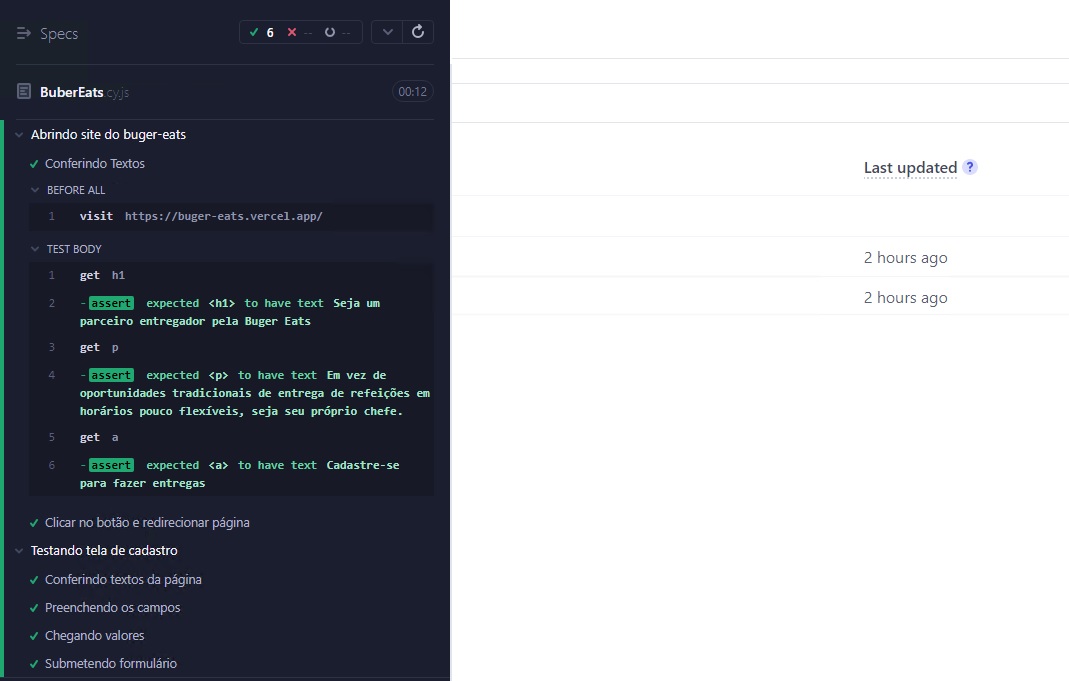 Specs
6 -- --
BuberEats.cy.js 00:12
Abrindo site do buger-eats
Conferindo Textos
BEFORE ALL
1 visit https://buger-eats.vercel.app/
TEST BODY
1 get h1
2 -assert expected <h1> to have text Seja um
parceiro entregador pela Buger Eats
3 get p
4 -assert expected <p> to have text Em vez de
oportunidades tradicionais de entrega de refeições em
horários pouco flexíveis, seja seu próprio chefe.
5 get a
6 -assert expected <a> to have text Cadastre-se
para fazer entregas
Clicar no botão e redirecionar página
Testando tela de cadastro
Conferindo textos da página
Preenchendo os campos
Chegando valores
Submetendo formulário
Last updated ?
2 hours ago
2 hours ago